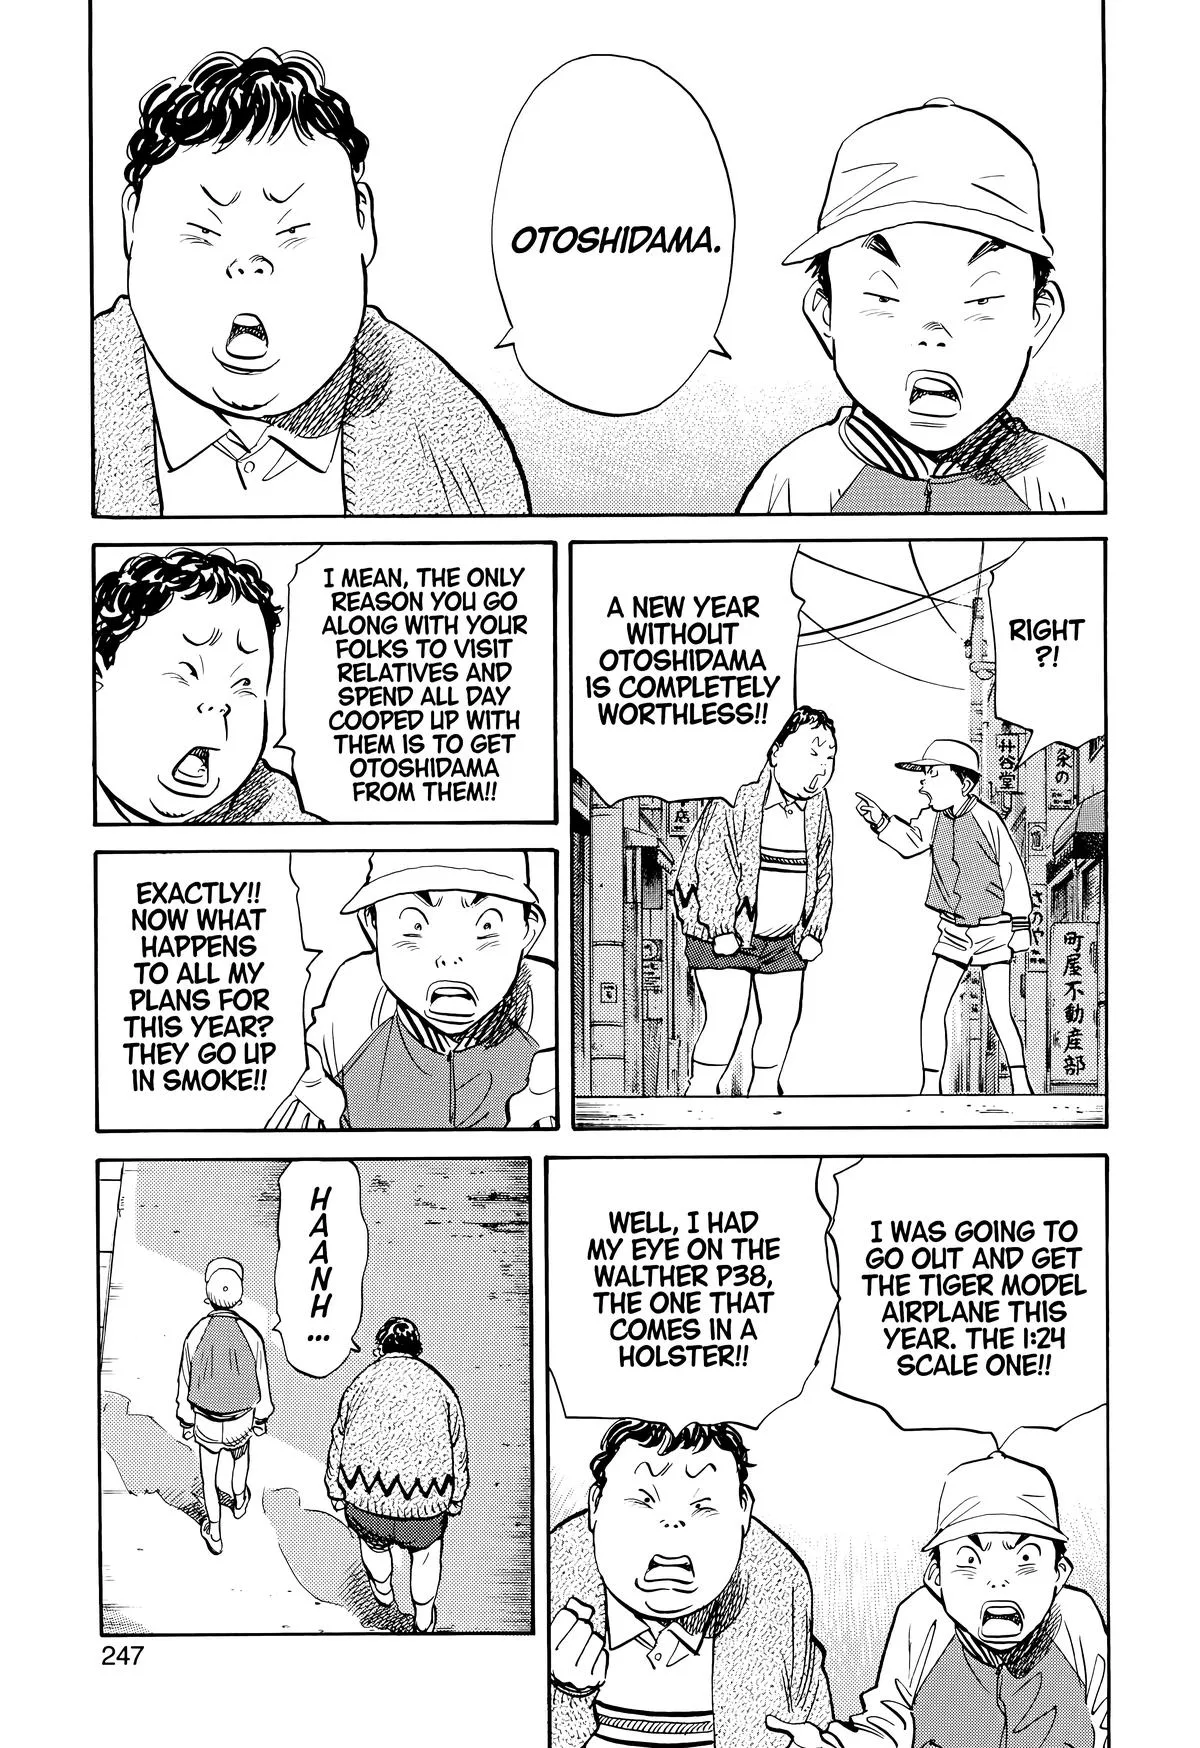 OTOSHIDAMA.
RIGHT
?!
A NEW YEAR
WITHOUT
OTOSHIDAMA
IS COMPLETELY
WORTHLESS!!
丼谷堂
条の
店
さのや
町屋不動産部
I MEAN, THE ONLY
REASON YOU GO
ALONG WITH YOUR
FOLKS TO VISIT
RELATIVES AND
SPEND ALL DAY
COOPED UP WITH
THEM IS TO GET
OTOSHIDAMA
FROM THEM!!
EXACTLY!!
NOW WHAT
HAPPENS
TO ALL MY
PLANS FOR
THIS YEAR?
THEY GO UP
IN SMOKE!!
I WAS GOING TO
GO OUT AND GET
THE TIGER MODEL
AIRPLANE THIS
YEAR. THE 1:24
SCALE ONE!!
WELL, I HAD
MY EYE ON THE
WALTHER P38,
THE ONE THAT
COMES IN A
HOLSTER!!
HAANH...
247